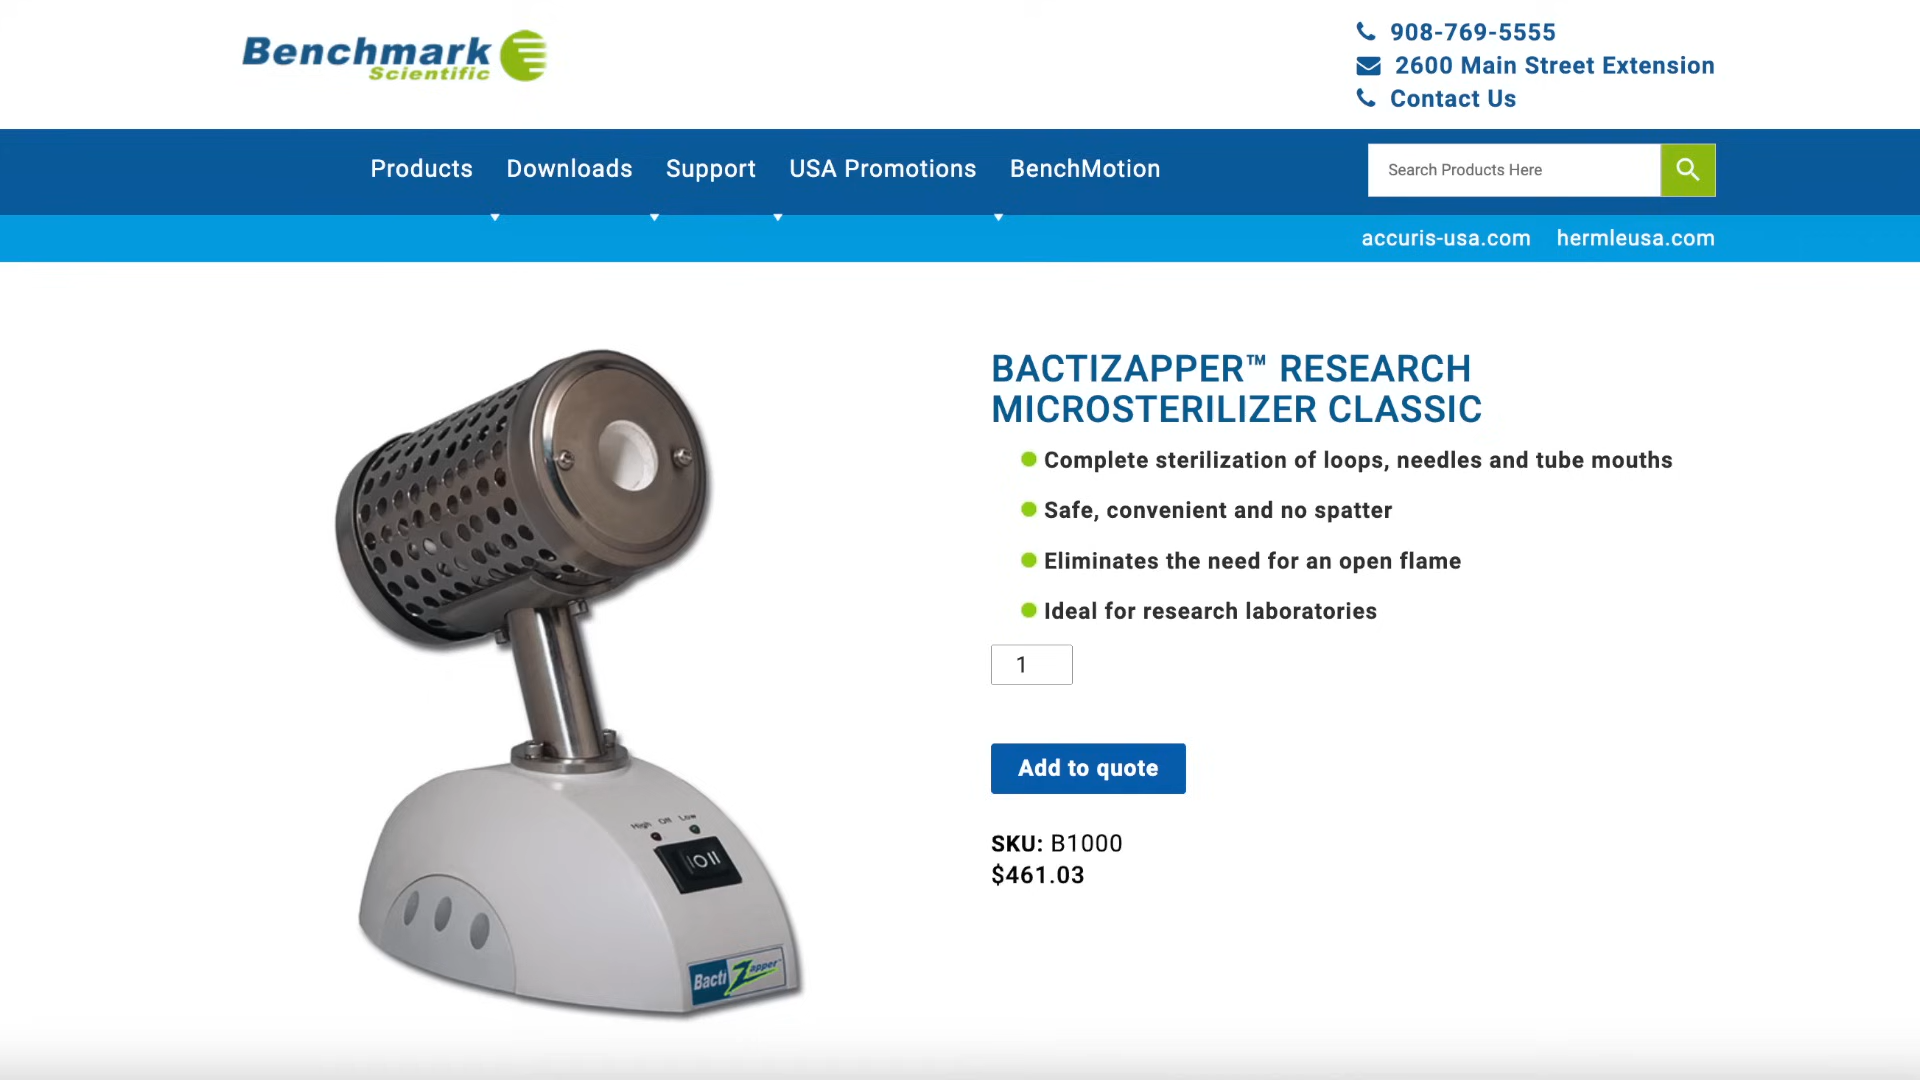 Benchmark
Scientific
908-769-5555
2600 Main Street Extension
Contact Us
Products Downloads Support USA Promotions BenchMotion
Search Products Here
accuris-usa.com hermleusa.com
BACTIZAPPER™ RESEARCH
MICROSTERILIZER CLASSIC
Complete sterilization of loops, needles and tube mouths
Safe, convenient and no spatter
Eliminates the need for an open flame
Ideal for research laboratories
1
Add to quote
SKU: B1000
$461.03
High Off Low
IOII
BactiZapper™